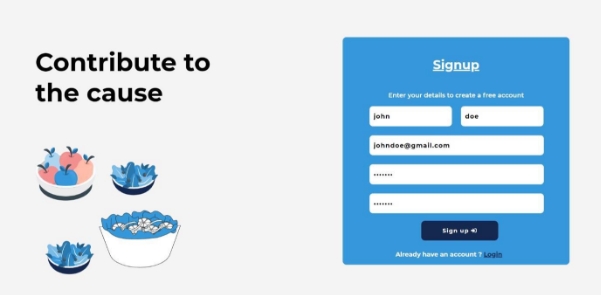 Contribute to
the cause
Signup
Enter your details to create a free account
john
doe
johndoe@gmail.com
•••••••
•••••••
Sign up
Already have an account ? Login